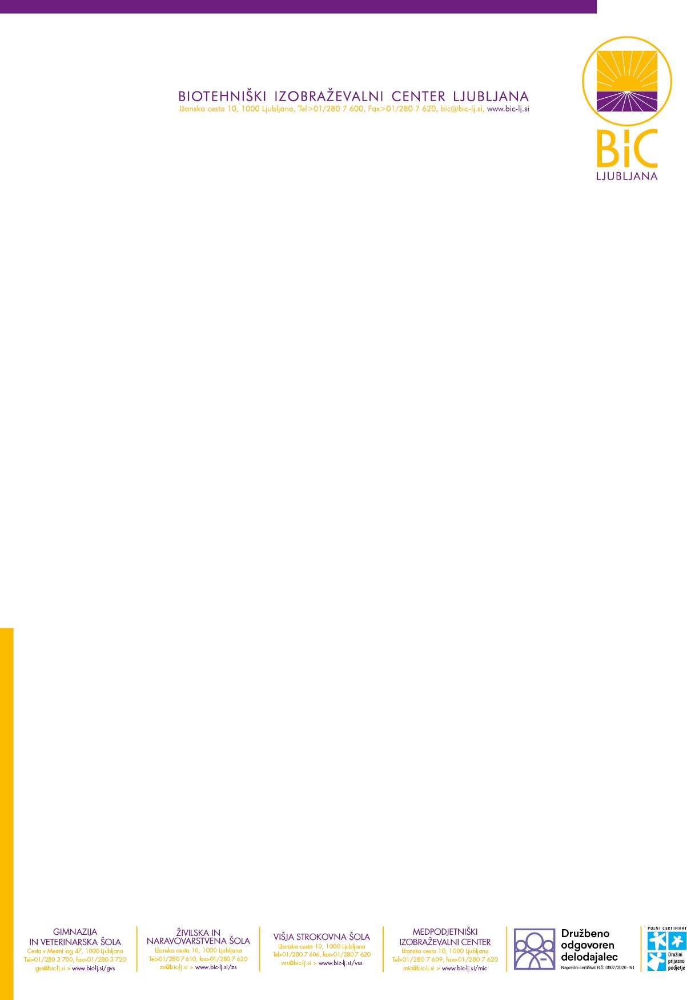 BIOTEHNIŠKI IZOBRAŽEVALNI CENTER LJUBLJANA
Ižanska cesta 10, 1000 Ljubljana, Tel>01/280 7 600, Fax>01/280 7 620, bic@bic-lj.si, www.bic-lj.si
BiC
LJUBLJANA
GIMNAZIJA
IN VETERINARSKA ŠOLA
Cesta v Mestni log 47, 1000 Ljubljana
Tel>01/280 3 700, fax>01/280 3 720
gvs@bic-lj.si > www.bic-lj.si/gvs
ŽIVILSKA IN
NARAVOVARSTVENA ŠOLA
Ižanska cesta 10, 1000 Ljubljana
Tel>01/280 7 610, fax>01/280 7 620
zs@bic-lj.si > www.bic-lj.si/zs
VIŠJA STROKOVNA ŠOLA
Ižanska cesta 10, 1000 Ljubljana
Tel>01/280 7 606, fax>01/280 7 620
vss@bic-lj.si > www.bic-lj.si/vss
MEDPODJETNIŠKI
IZOBRAŽEVALNI CENTER
Ižanska cesta 10, 1000 Ljubljana
Tel>01/280 7 609, fax>01/280 7 620
mic@bic-lj.si > www.bic-lj.si/mic
Družbeno
odgovoren
delodajalec
Napredni certifikat R.Š. 0007/2020 - N1
POLNI CERTIFIKAT
Družini
prijazno
podjetje